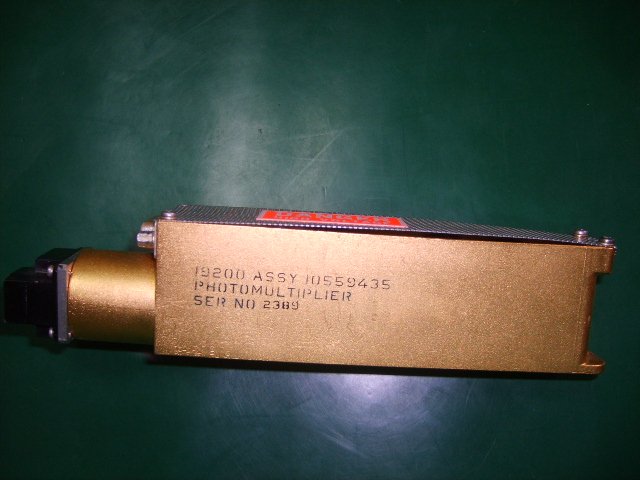 19200 ASSY 10559435
PHOTOMULTIPLIER
SER NO 2389